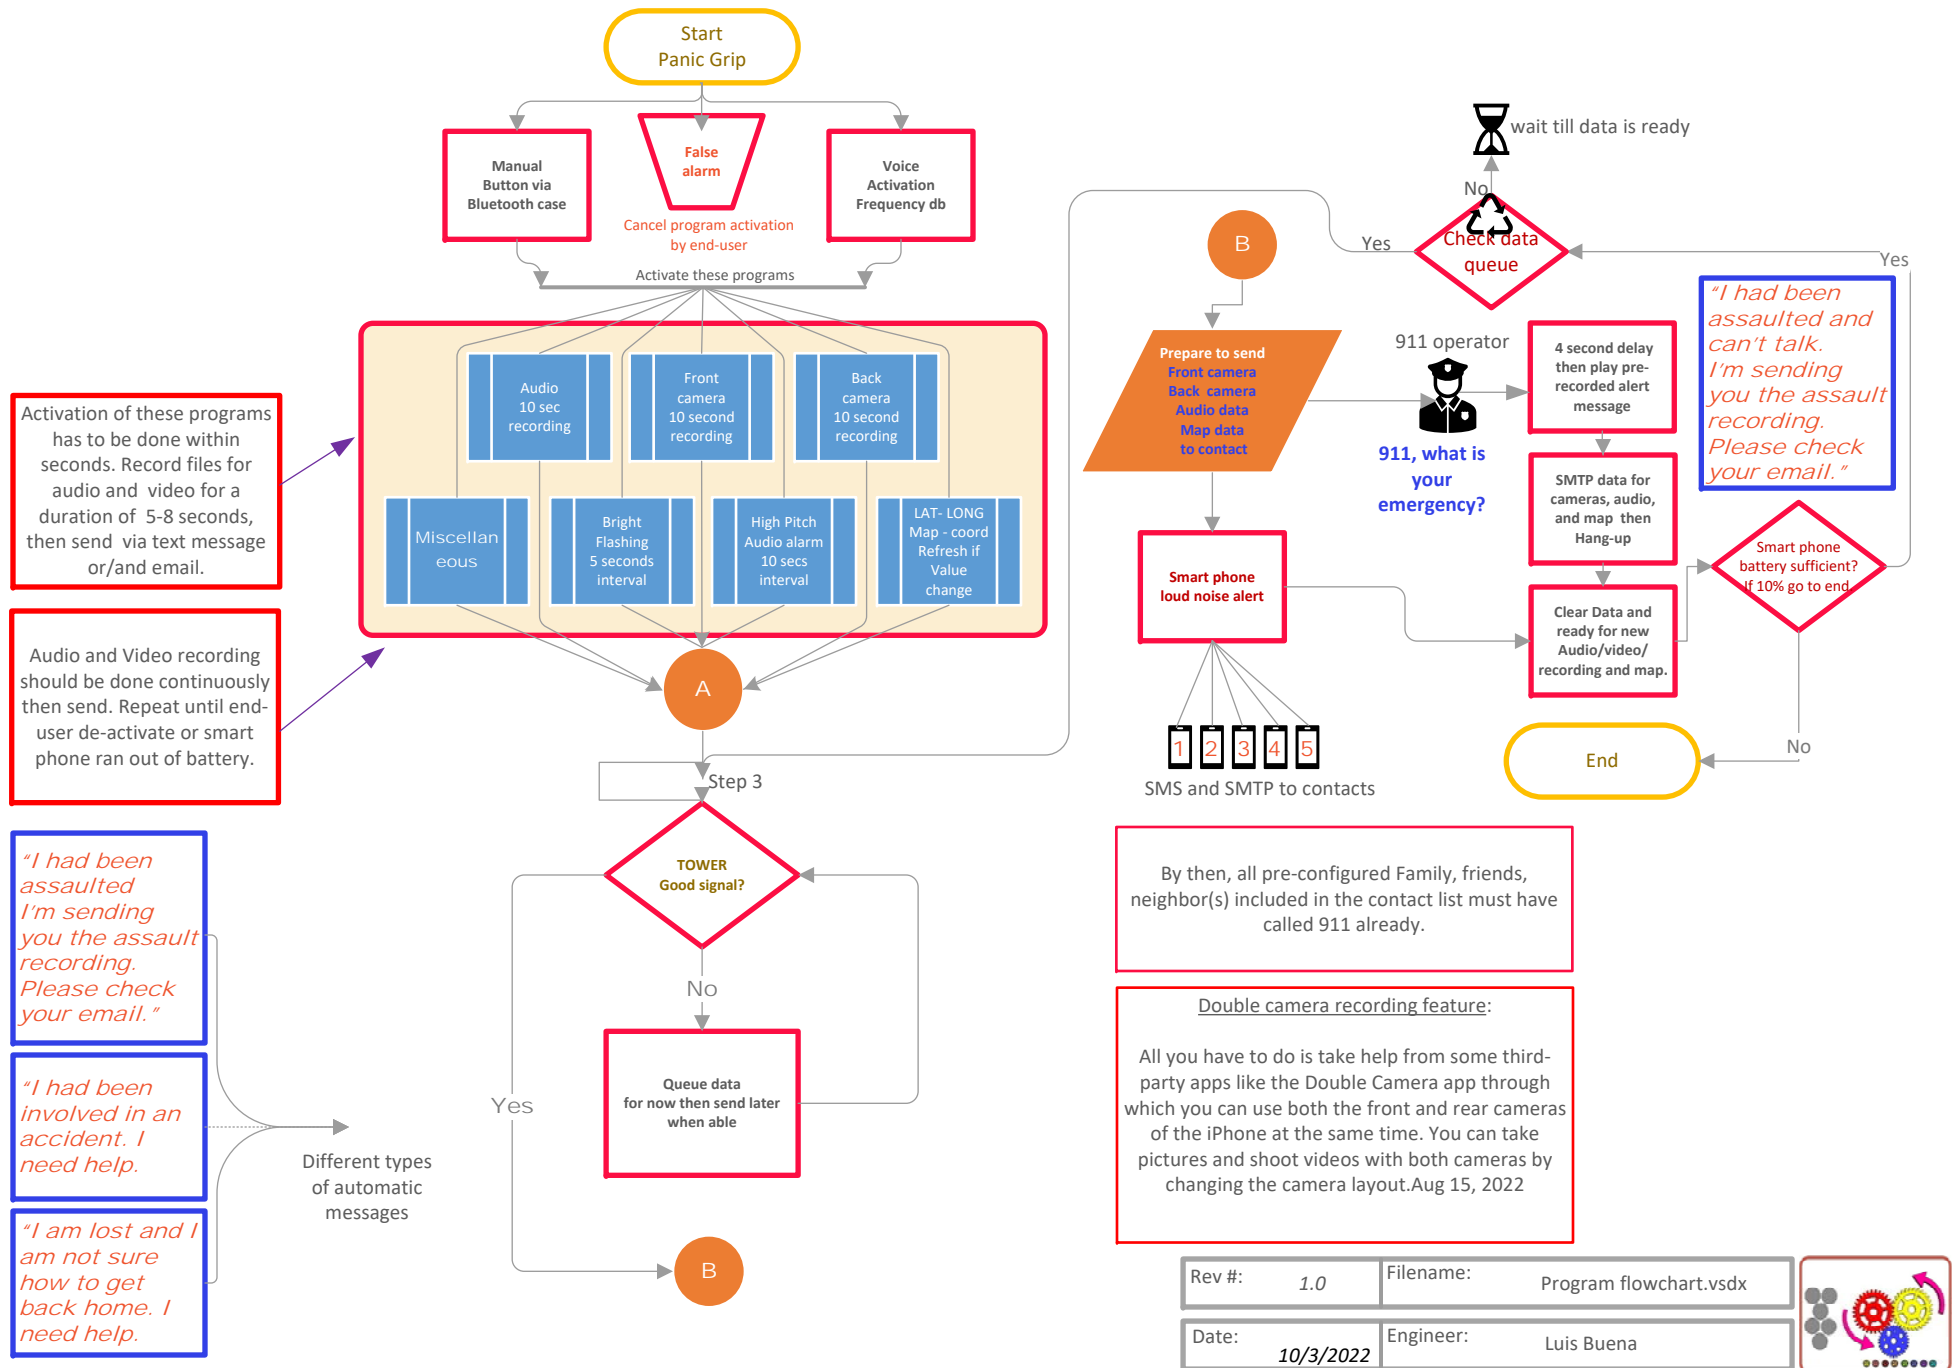 Start
Panic Grip
Manual
Button via
Bluetooth case
False
alarm
Cancel program activation
by end-user
Voice
Activation
Frequency db
Activate these programs
Audio
10 sec
recording
Front
camera
10 second
recording
Back
camera
10 second
recording
Miscellan
eous
Bright
Flashing
5 seconds
interval
High Pitch
Audio alarm
10 secs
interval
LAT- LONG
Map - coord
Refresh if
Value
change
Activation of these programs
has to be done within
seconds. Record files for
audio and video for a
duration of 5-8 seconds,
then send via text message
or/and email.
Audio and Video recording
should be done continuously
then send. Repeat until end-
user de-activate or smart
phone ran out of battery.
A
Step 3
TOWER
Good signal?
No
Yes
Queue data
for now then send later
when able
B
"I had been
assaulted
I'm sending
you the assault
recording.
Please check
your email."
"I had been
involved in an
accident. I
need help.
"I am lost and I
am not sure
how to get
back home. I
need help.
Different types
of automatic
messages
B
Prepare to send
Front camera
Back camera
Audio data
Map data
to contact
wait till data is ready
No
Check data
queue
Yes
Yes
911 operator
911, what is
your
emergency?
4 second delay
then play pre-
recorded alert
message
"I had been
assaulted and
can't talk.
I'm sending
you the assault
recording.
Please check
your email."
SMTP data for
cameras, audio,
and map then
Hang-up
Smart phone
battery sufficient?
If 10% go to end
Clear Data and
ready for new
Audio/video/
recording and map.
Smart phone
loud noise alert
1 2 3 4 5
SMS and SMTP to contacts
No
End
By then, all pre-configured Family, friends,
neighbor(s) included in the contact list must have
called 911 already.
Double camera recording feature:
All you have to do is take help from some third-
party apps like the Double Camera app through
which you can use both the front and rear cameras
of the iPhone at the same time. You can take
pictures and shoot videos with both cameras by
changing the camera layout.Aug 15, 2022
Rev #: 1.0 Filename: Program flowchart.vsdx
Date: 10/3/2022 Engineer: Luis Buena